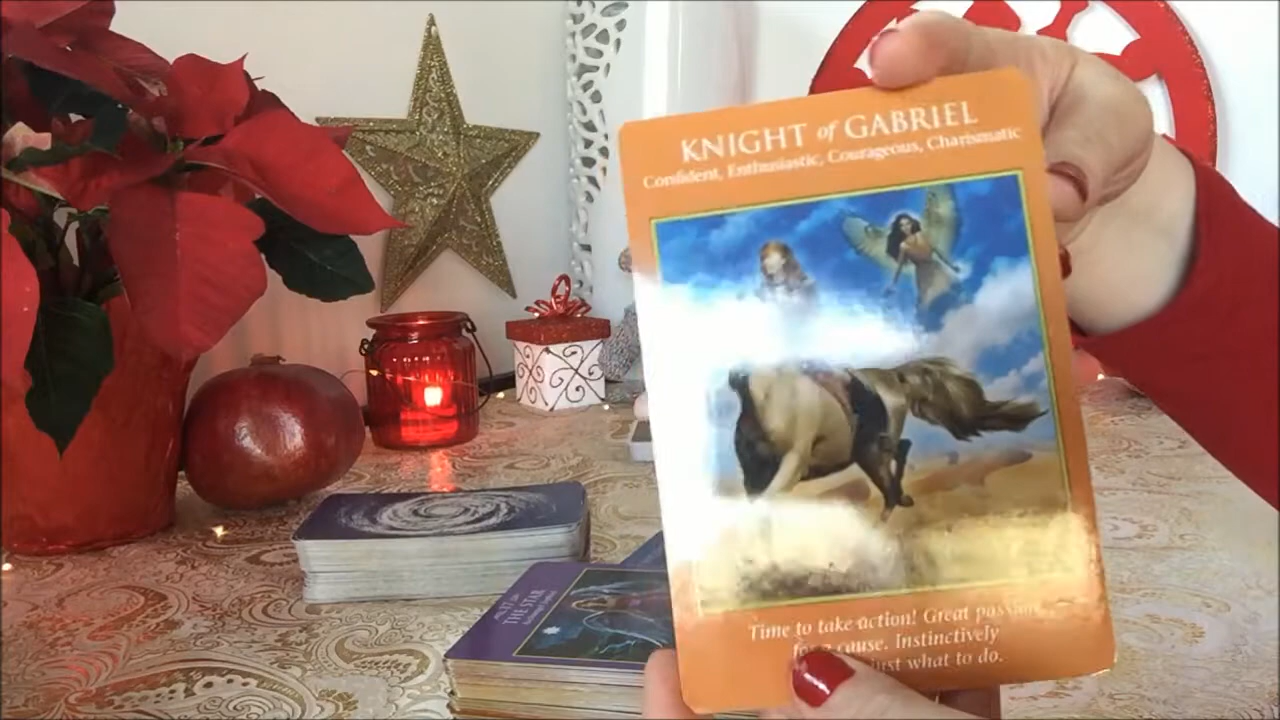 KNIGHT of GABRIEL
Confident, Enthusiastic, Courageous, Charismatic
Time to take action! Great passion
for a cause. Instinctively
just what to do.
THE STAR